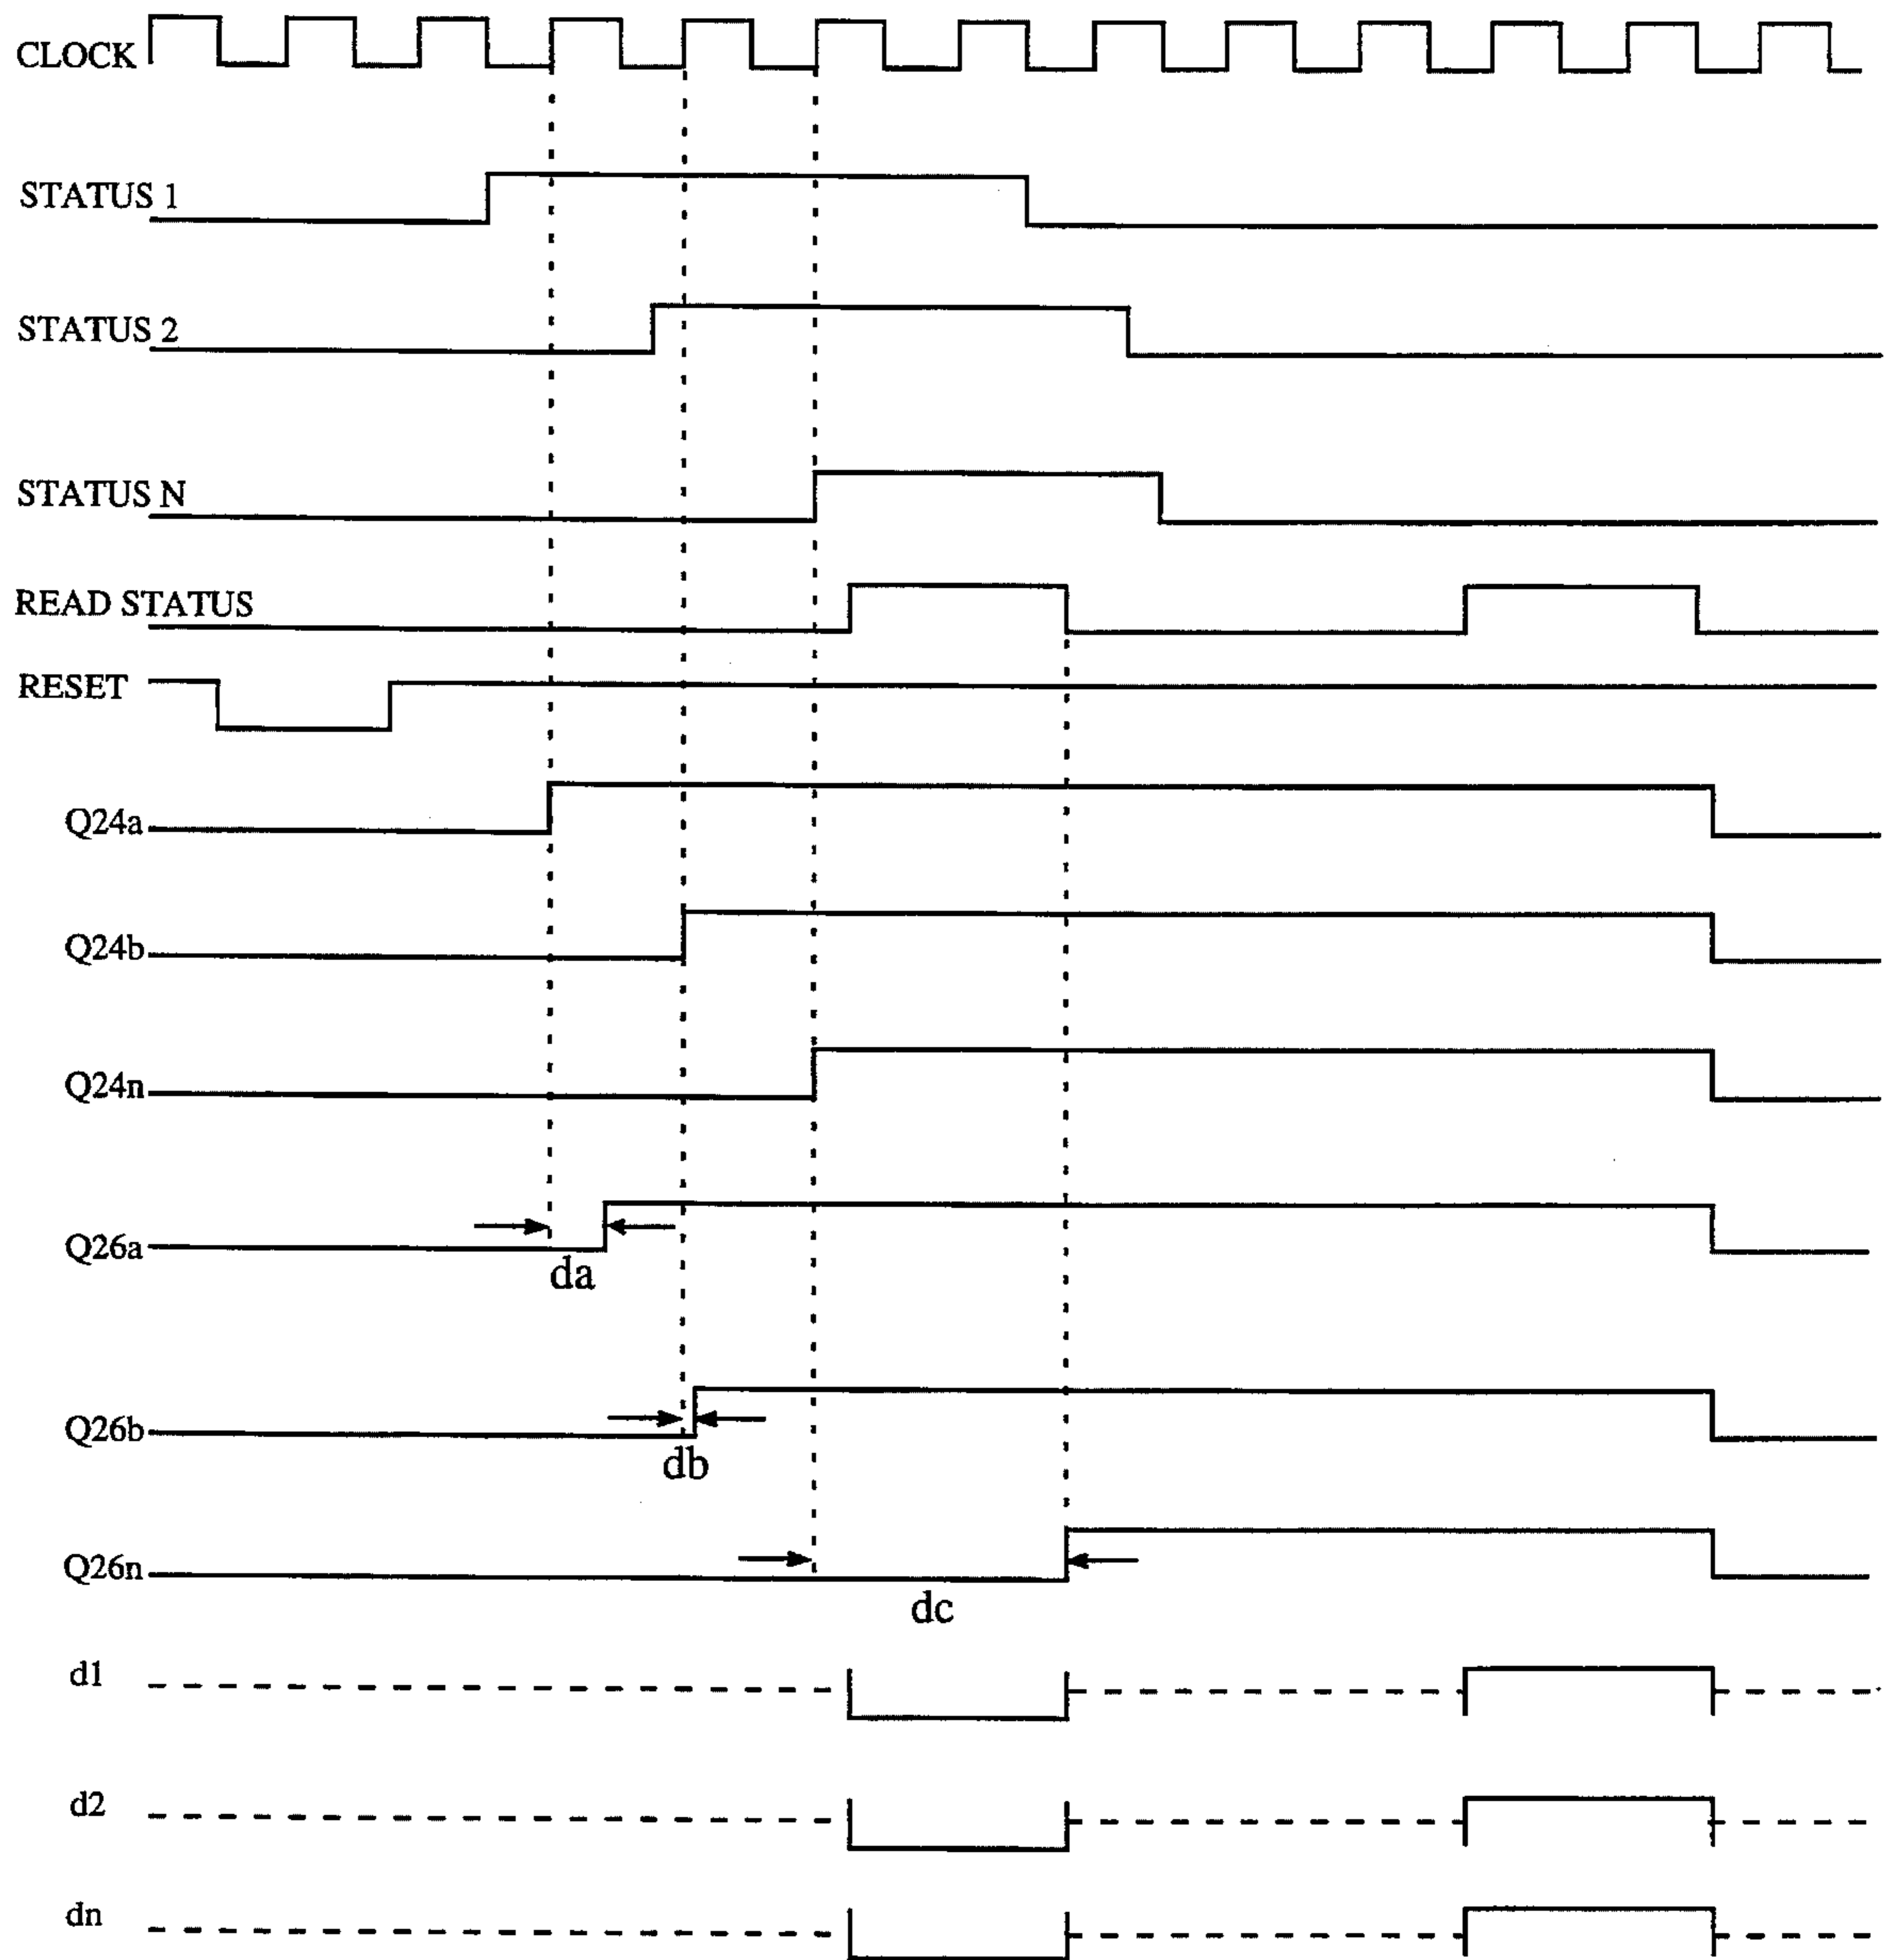 CLOCK
STATUS 1
STATUS 2
STATUS N
READ STATUS
RESET
Q24a
Q24b
Q24n
Q26a
da
Q26b
db
Q26n
dc
d1
d2
dn